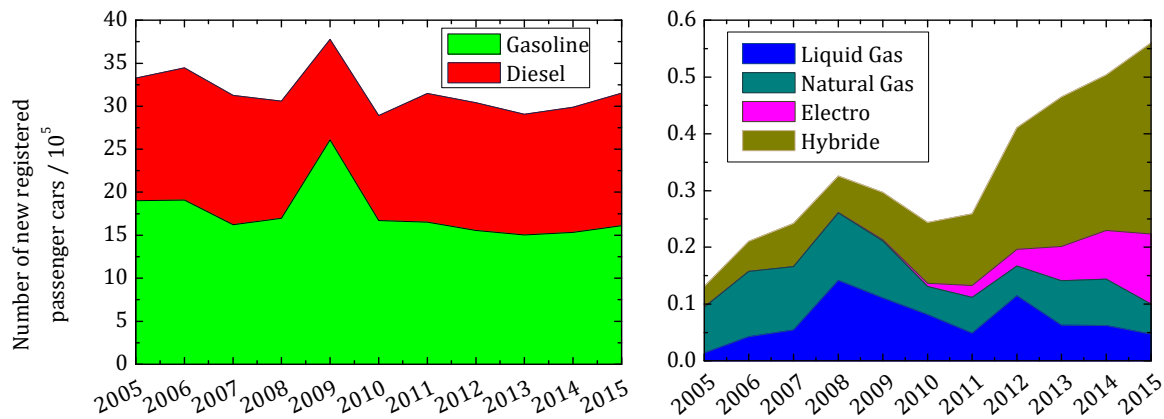 Number of new registered
passenger cars / 10⁵
40
35
30
25
20
15
10
5
0
Gasoline
Diesel
2005 2006 2007 2008 2009 2010 2011 2012 2013 2014 2015
0.6
0.5
0.4
0.3
0.2
0.1
0.0
Liquid Gas
Natural Gas
Electro
Hybride
2005 2006 2007 2008 2009 2010 2011 2012 2013 2014 2015